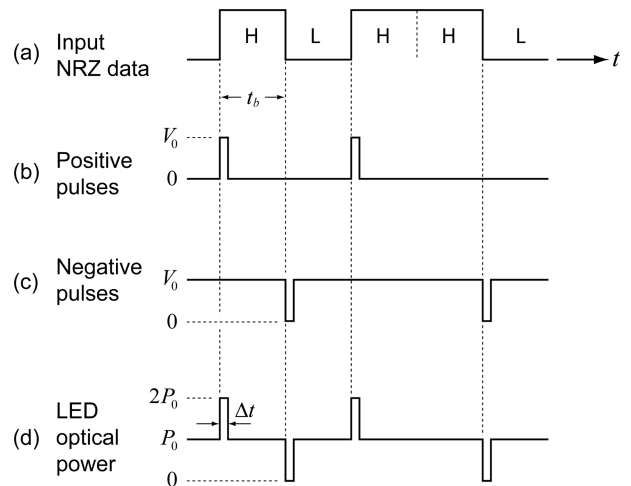 (a) Input NRZ data
H L H H L
t
t_b
(b) Positive pulses
V_0
0
(c) Negative pulses
V_0
0
(d) LED optical power
2P_0
Δt
P_0
0